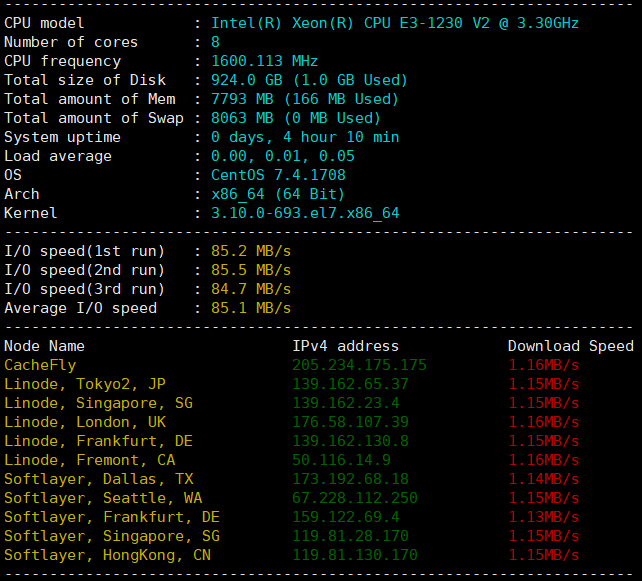 ----------------------------------------------------------------------
CPU model            : Intel(R) Xeon(R) CPU E3-1230 V2 @ 3.30GHz
Number of cores      : 8
CPU frequency        : 1600.113 MHz
Total size of Disk   : 924.0 GB (1.0 GB Used)
Total amount of Mem  : 7793 MB (166 MB Used)
Total amount of Swap : 8063 MB (0 MB Used)
System uptime        : 0 days, 4 hour 10 min
Load average         : 0.00, 0.01, 0.05
OS                   : CentOS 7.4.1708
Arch                 : x86_64 (64 Bit)
Kernel               : 3.10.0-693.el7.x86_64
----------------------------------------------------------------------
I/O speed(1st run)   : 85.2 MB/s
I/O speed(2nd run)   : 85.5 MB/s
I/O speed(3rd run)   : 84.7 MB/s
Average I/O speed    : 85.1 MB/s
----------------------------------------------------------------------
Node Name                       IPv4 address            Download Speed
CacheFly                        205.234.175.175         1.16MB/s
Linode, Tokyo2, JP              139.162.65.37           1.15MB/s
Linode, Singapore, SG           139.162.23.4            1.15MB/s
Linode, London, UK              176.58.107.39           1.16MB/s
Linode, Frankfurt, DE           139.162.130.8           1.15MB/s
Linode, Fremont, CA             50.116.14.9             1.16MB/s
Softlayer, Dallas, TX           173.192.68.18           1.14MB/s
Softlayer, Seattle, WA          67.228.112.250          1.15MB/s
Softlayer, Frankfurt, DE        159.122.69.4            1.13MB/s
Softlayer, Singapore, SG        119.81.28.170           1.15MB/s
Softlayer, HongKong, CN         119.81.130.170          1.15MB/s
----------------------------------------------------------------------